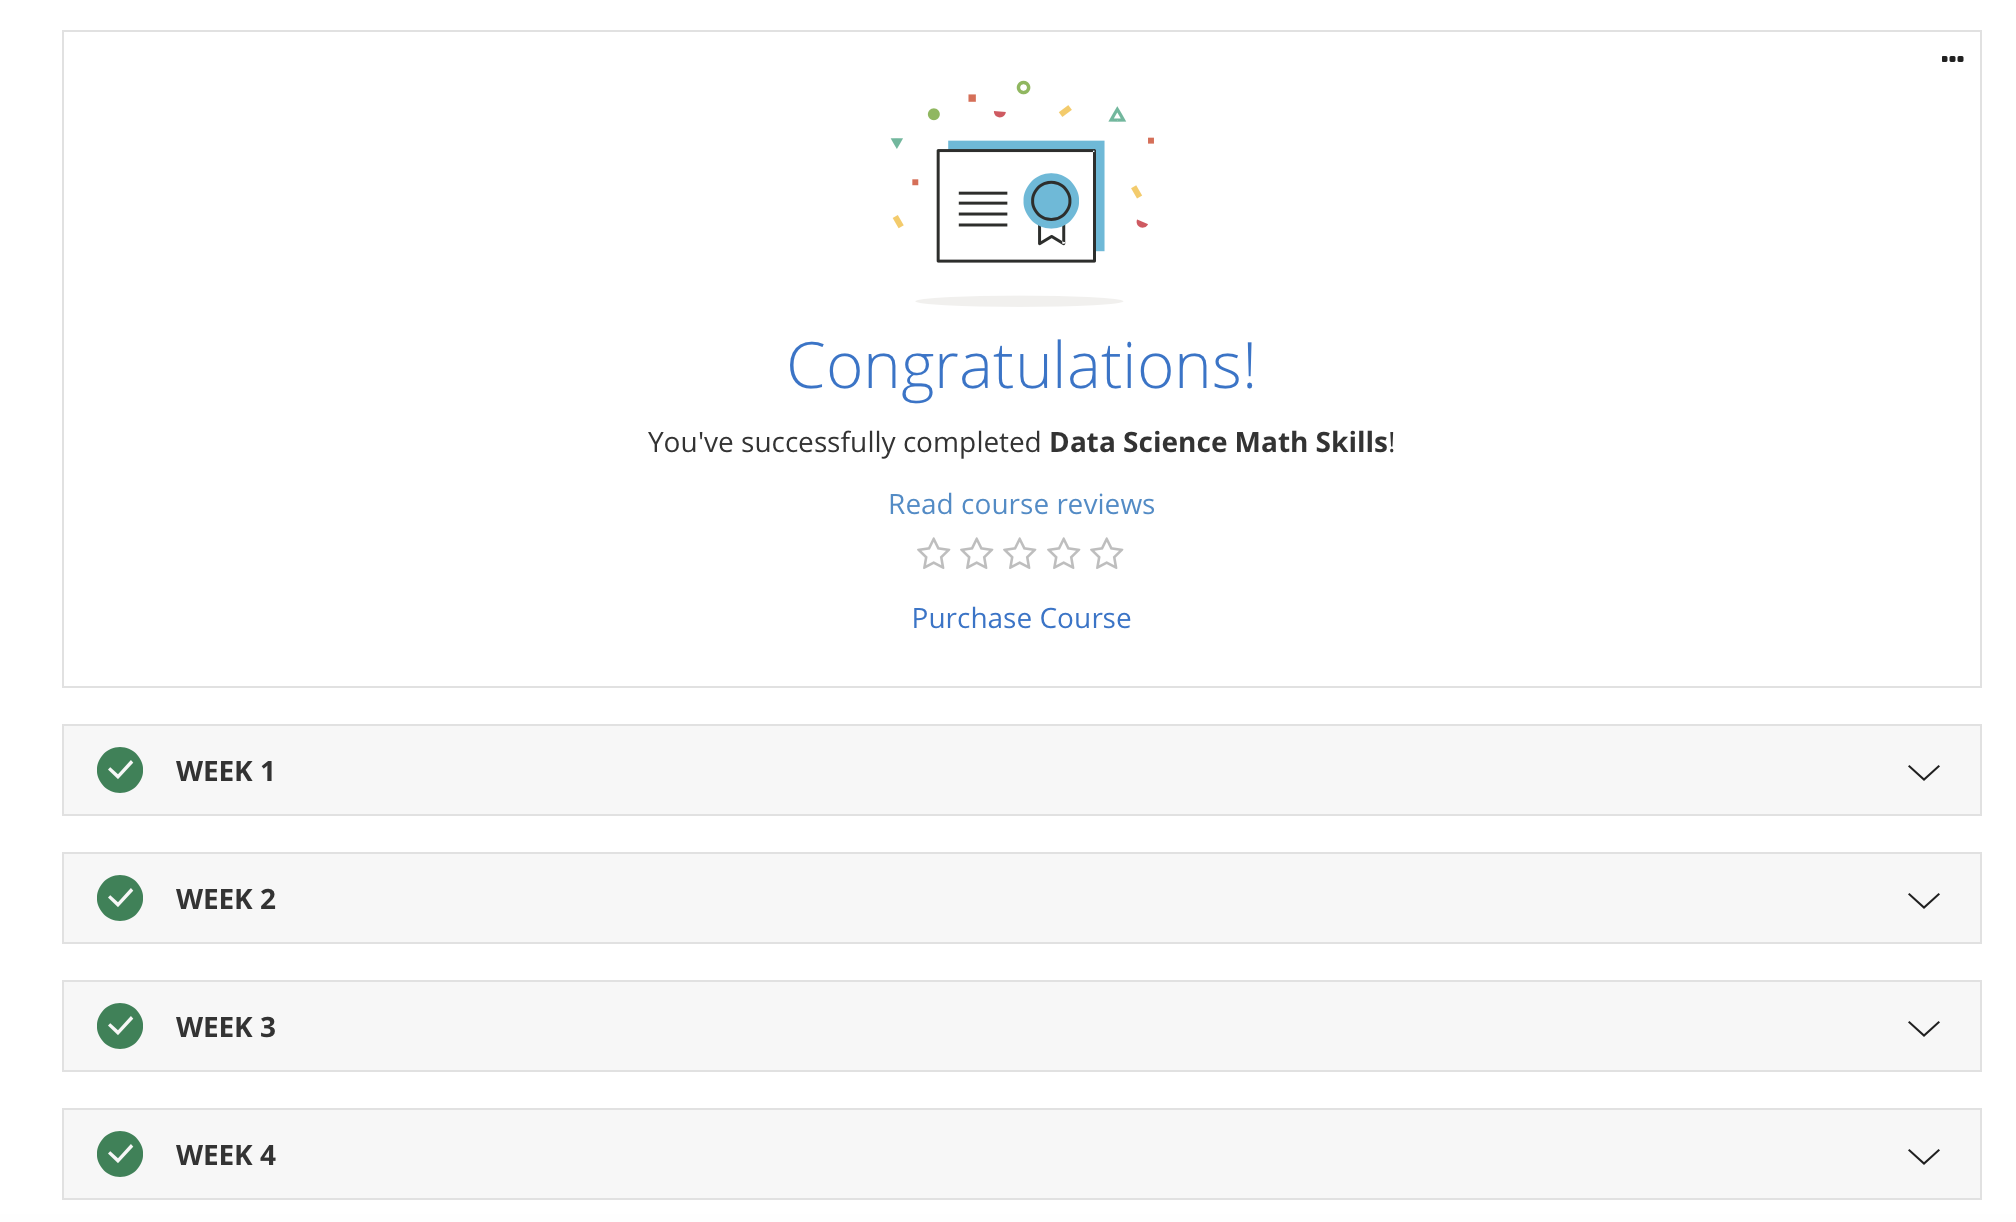 Congratulations!
You've successfully completed Data Science Math Skills!
Read course reviews
Purchase Course
WEEK 1
WEEK 2
WEEK 3
WEEK 4